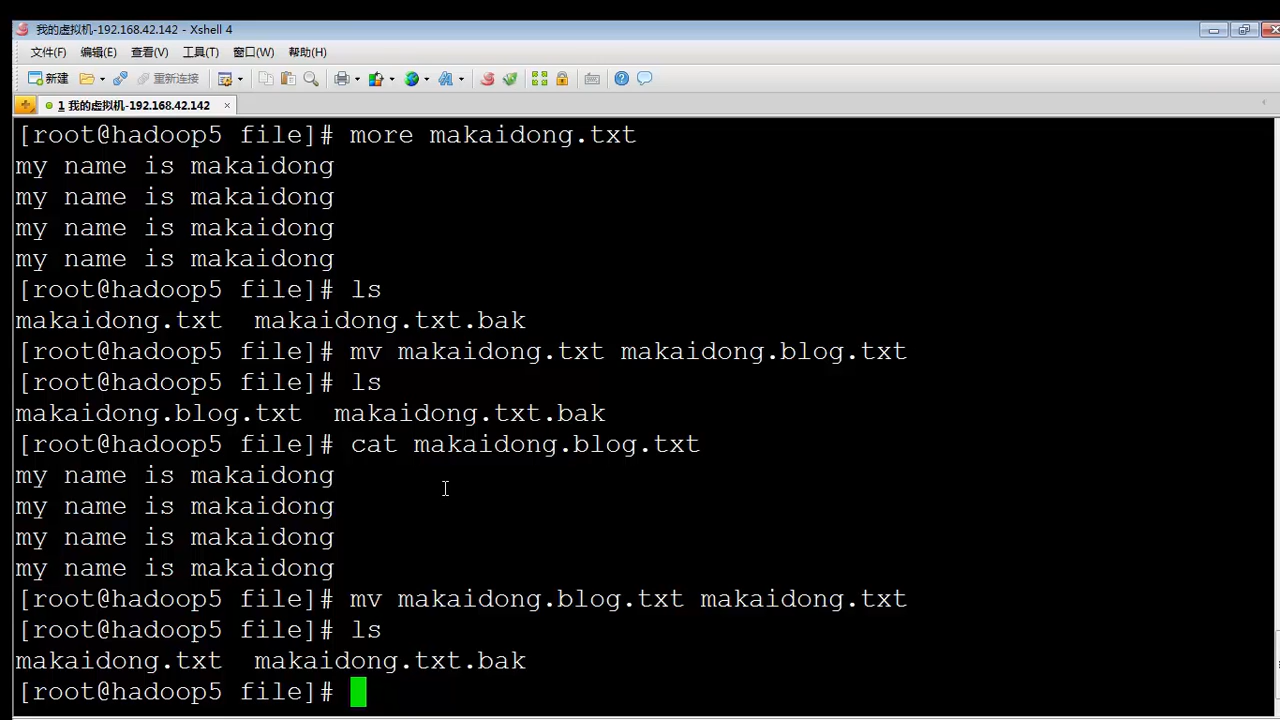 我的虚拟机-192.168.42.142 - Xshell 4
文件(F) 编辑(E) 查看(V) 工具(T) 窗口(W) 帮助(H)
新建 重新连接
1 我的虚拟机-192.168.42.142 ×
[root@hadoop5 file]# more makaidong.txt
my name is makaidong
my name is makaidong
my name is makaidong
my name is makaidong
[root@hadoop5 file]# ls
makaidong.txt  makaidong.txt.bak
[root@hadoop5 file]# mv makaidong.txt makaidong.blog.txt
[root@hadoop5 file]# ls
makaidong.blog.txt  makaidong.txt.bak
[root@hadoop5 file]# cat makaidong.blog.txt
my name is makaidong
my name is makaidong
my name is makaidong
my name is makaidong
[root@hadoop5 file]# mv makaidong.blog.txt makaidong.txt
[root@hadoop5 file]# ls
makaidong.txt  makaidong.txt.bak
[root@hadoop5 file]#